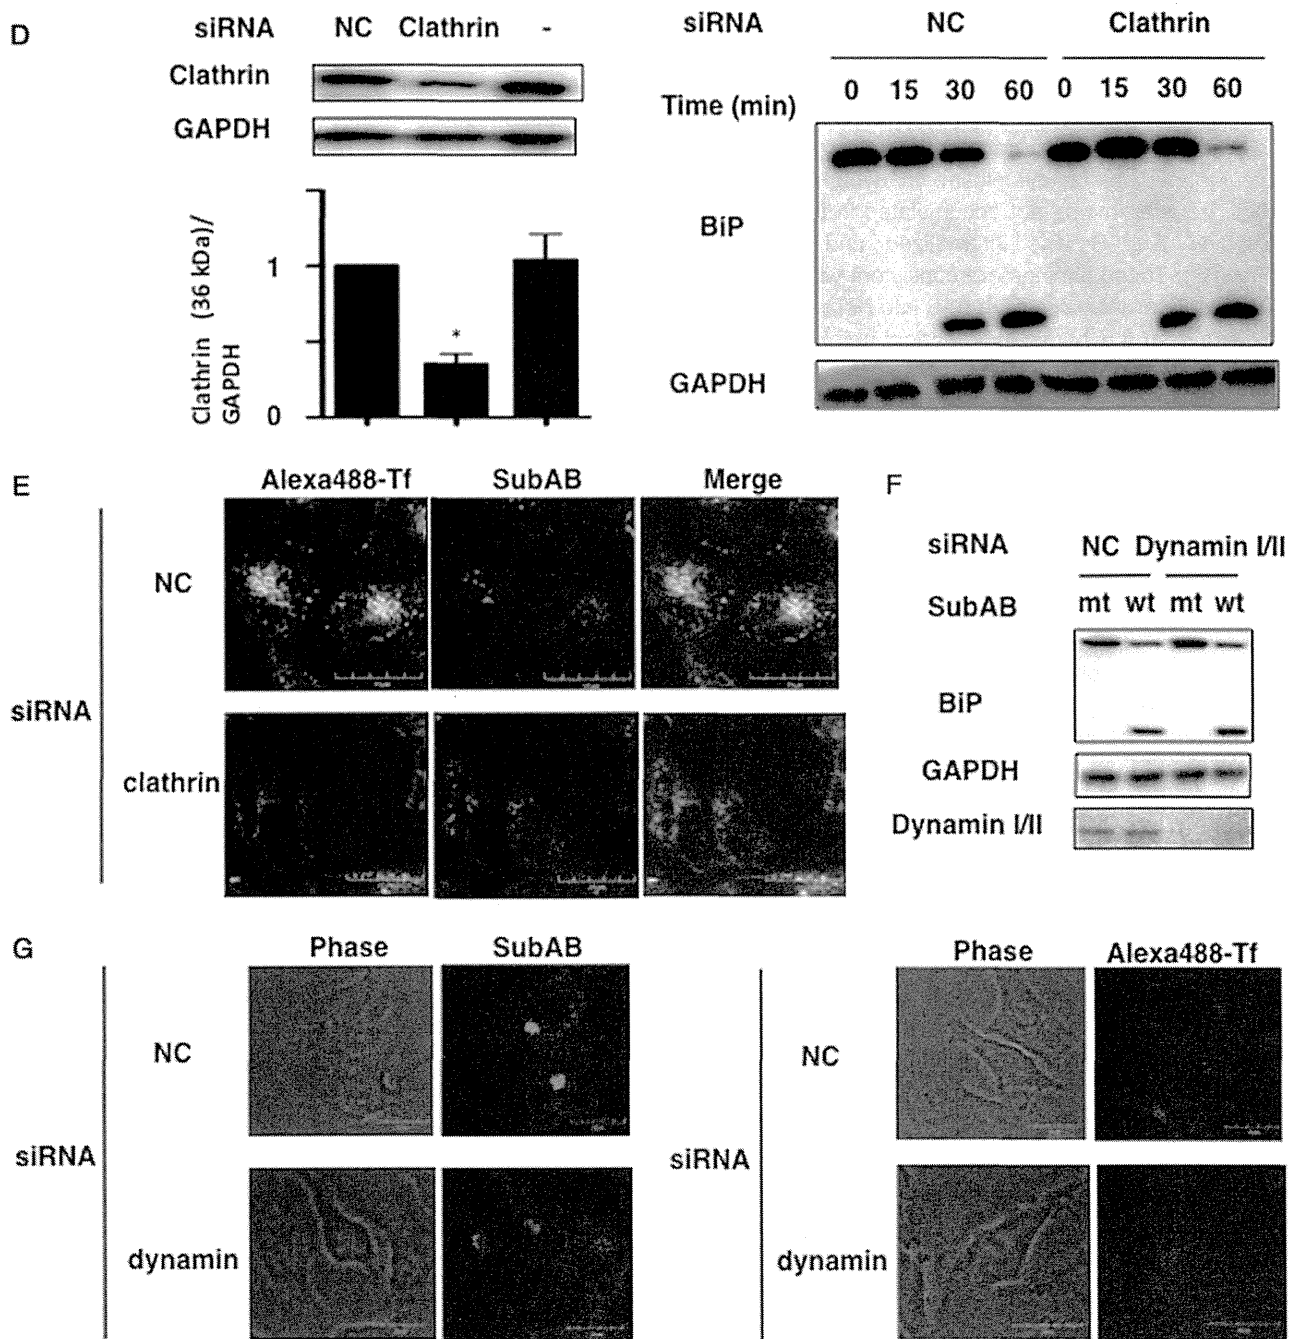 D
siRNA NC Clathrin -
Clathrin
GAPDH
Clathrin (36 kDa)/
GAPDH
1
0
*
siRNA NC Clathrin
Time (min) 0 15 30 60 0 15 30 60
BiP
GAPDH
E
Alexa488-Tf SubAB Merge
siRNA
NC
clathrin
F
siRNA NC Dynamin I/II
SubAB mt wt mt wt
BiP
GAPDH
Dynamin I/II
G
Phase SubAB
siRNA
NC
dynamin
Phase Alexa488-Tf
siRNA
NC
dynamin